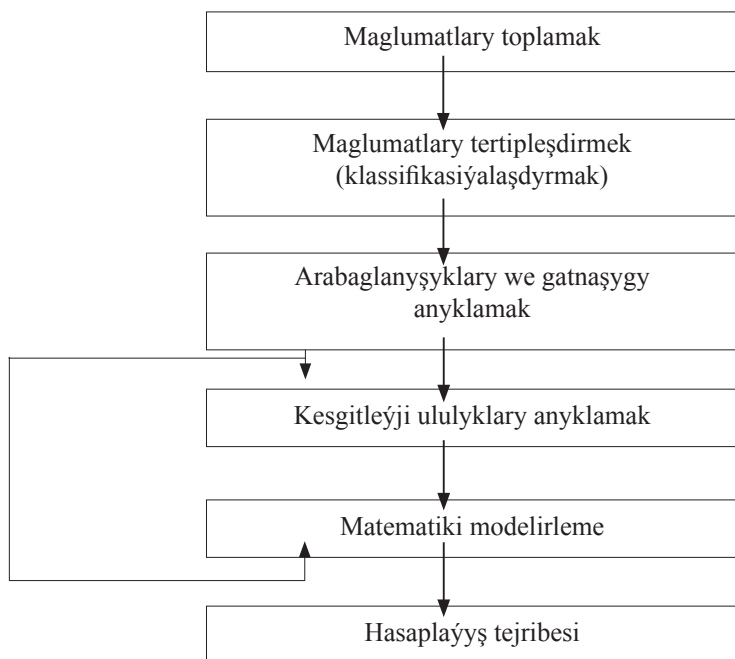 Maglumatlary toplamak
Maglumatlary tertipleşdirmek
(klassifikasiýalaşdyrmak)
Arabaglanyşyklary we gatnaşygy
anyklamak
Kesgitleýji ululyklary anyklamak
Matematiki modelirleme
Hasaplaýyş tejribesi